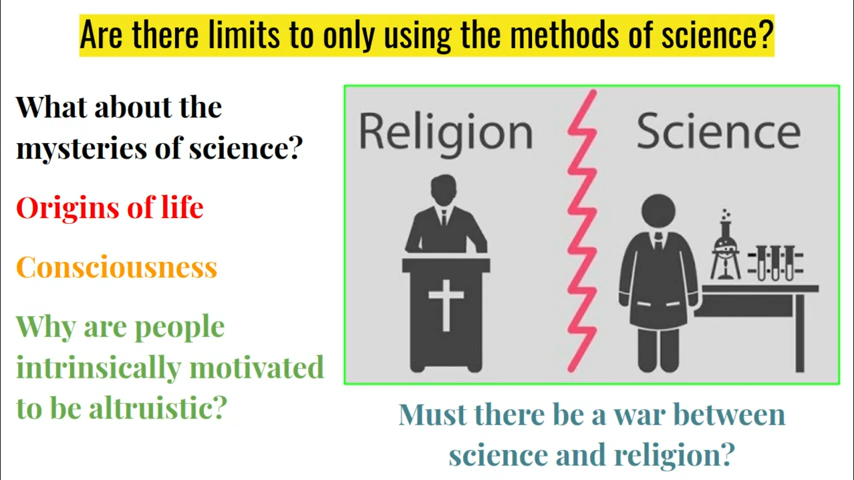 Are there limits to only using the methods of science?
What about the
mysteries of science?
Origins of life
Consciousness
Why are people
intrinsically motivated
to be altruistic?
Religion
Science
Must there be a war between
science and religion?